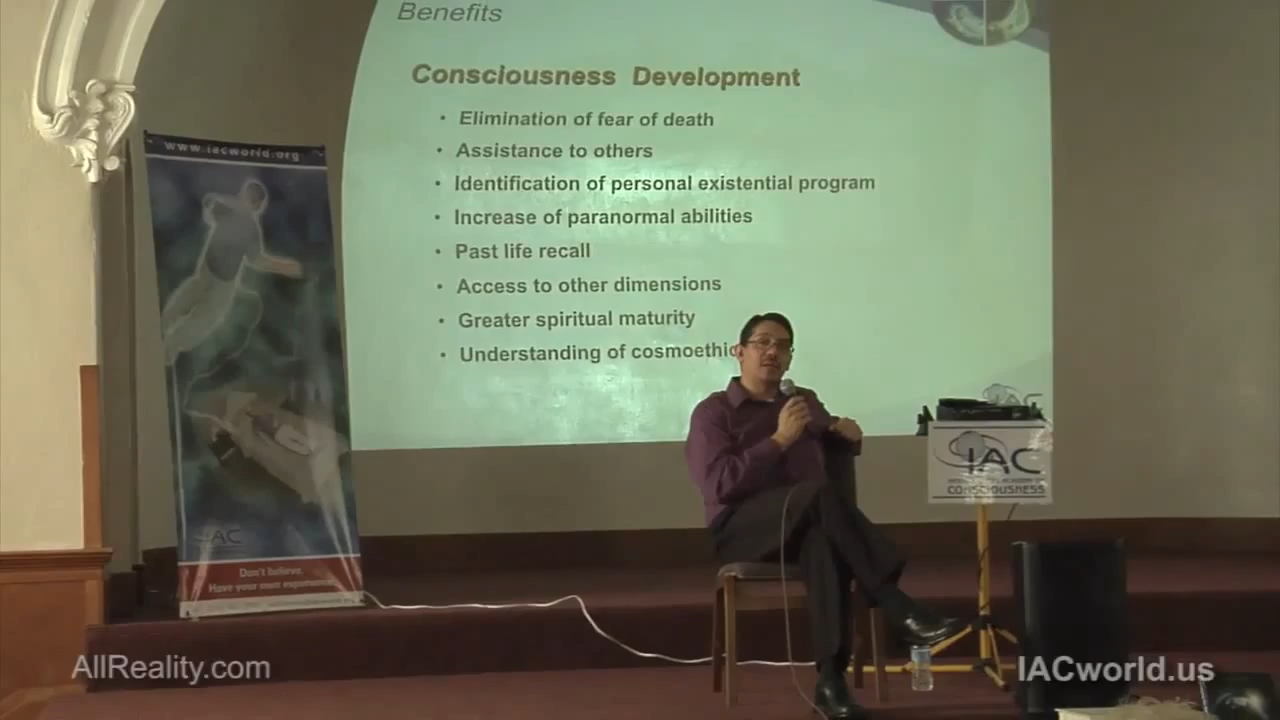 Benefits
Consciousness Development
• Elimination of fear of death
• Assistance to others
• Identification of personal existential program
• Increase of paranormal abilities
• Past life recall
• Access to other dimensions
• Greater spiritual maturity
• Understanding of cosmoethic
www.iacworld.org
IAC
Don't believe.
Have your own experiences
IAC
IAC
CONSCIOUSNESS
AllReality.com
IACworld.us